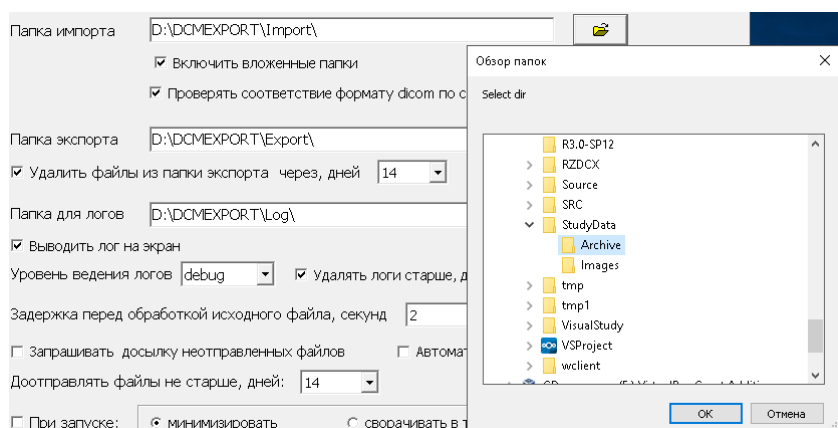 Папка импорта D:\DCMEXPORT\Import\
Включить вложенные папки
Проверять соответствие формату dicom по
Папка экспорта D:\DCMEXPORT\Export\
Удалить файлы из папки экспорта через, дней 14
Папка для логов D:\DCMEXPORT\Log\
Выводить лог на экран
Уровень ведения логов debug Удалять логи старше,
Задержка перед обработкой исходного файла, секунд 2
Запрашивать досылку неотправленных файлов
Доотправлять файлы не старше, дней: 14
При запуске: минимизировать сворачивать в
Обзор папок
Select dir
R3.0-SP12
RZDCX
Source
SRC
StudyData
Archive
Images
tmp
tmp1
VisualStudy
VSProject
wclient
OK Отмена